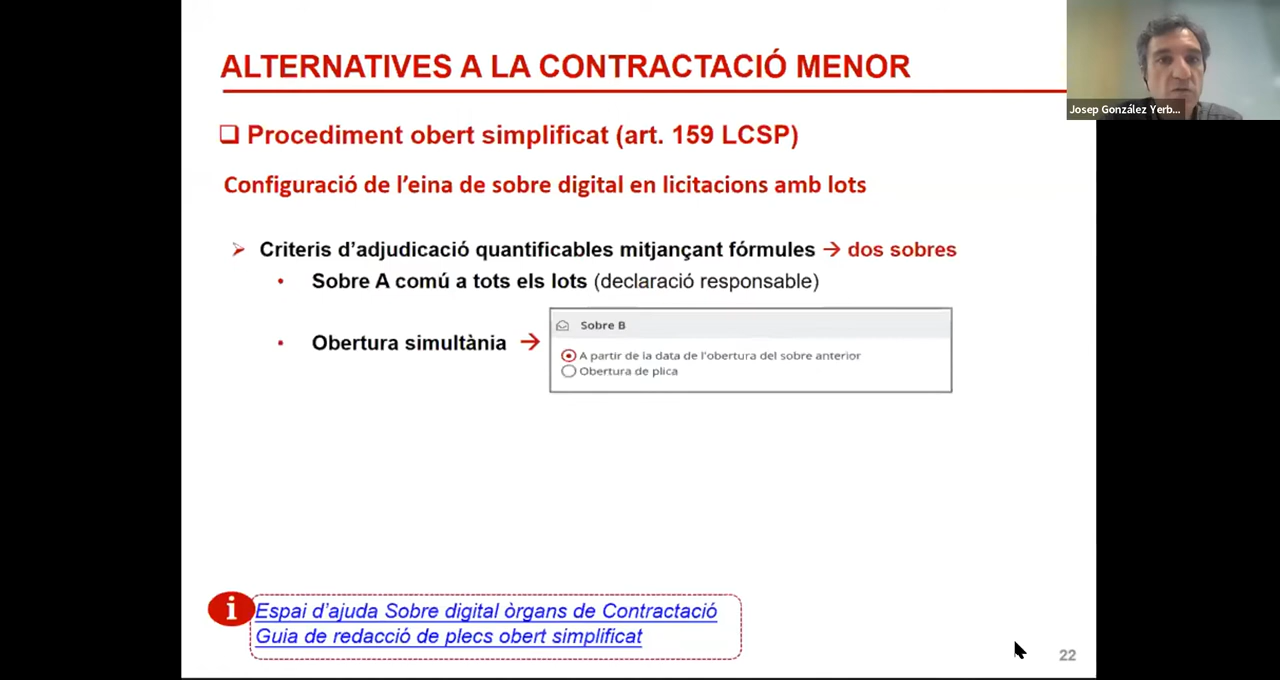 ALTERNATIVES A LA CONTRACTACIÓ MENOR
Josep González Yerb...
Procediment obert simplificat (art. 159 LCSP)
Configuració de l'eina de sobre digital en licitacions amb lots
Criteris d'adjudicació quantificables mitjançant fórmules → dos sobres
Sobre A comú a tots els lots (declaració responsable)
Sobre B
Obertura simultània →
A partir de la data de l'obertura del sobre anterior
Obertura de plica
i
Espai d'ajuda Sobre digital òrgans de Contractació
Guia de redacció de plecs obert simplificat
22